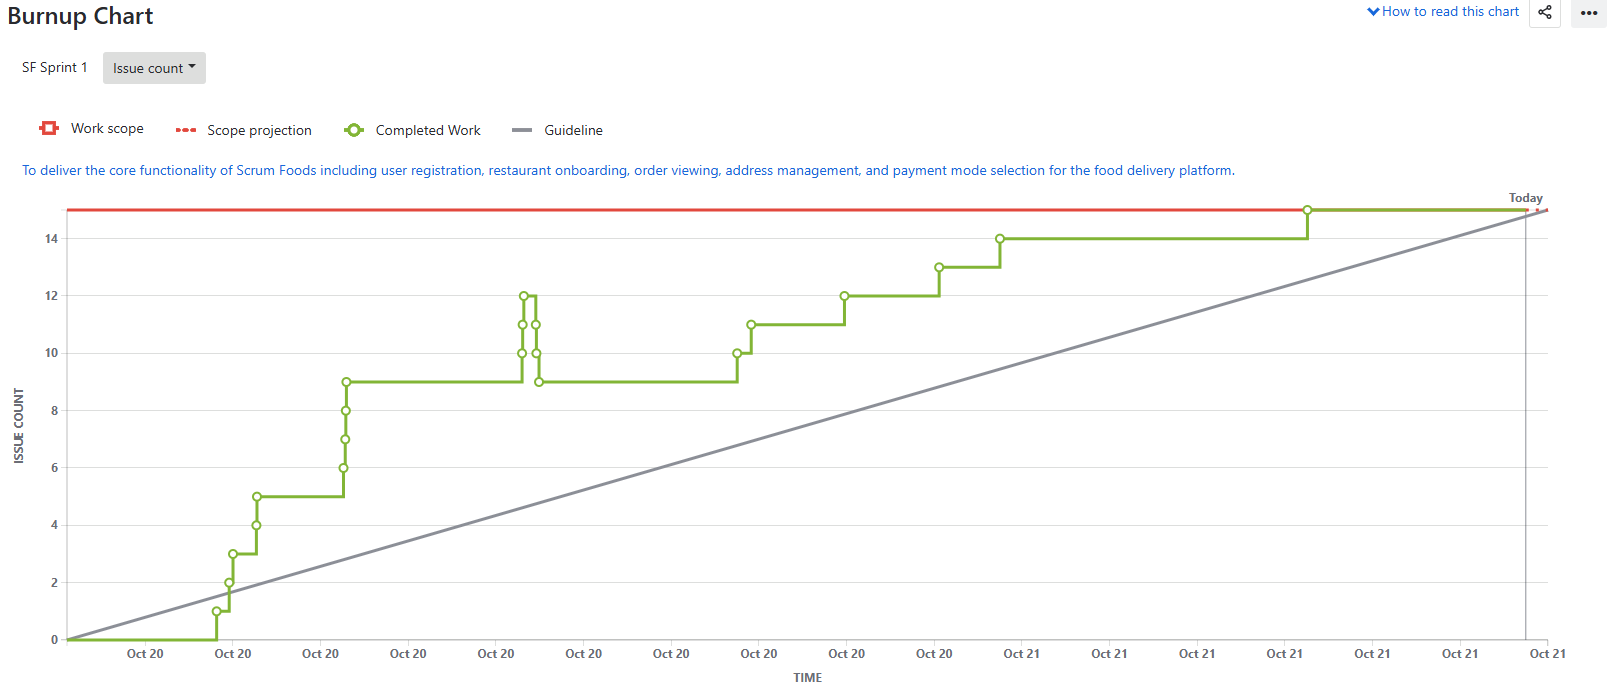 Burnup Chart
How to read this chart
SF Sprint 1 Issue count
Work scope Scope projection Completed Work Guideline
To deliver the core functionality of Scrum Foods including user registration, restaurant onboarding, order viewing, address management, and payment mode selection for the food delivery platform.
Today
14
12
10
8
6
4
2
0
ISSUE COUNT
Oct 20 Oct 20 Oct 20 Oct 20 Oct 20 Oct 20 Oct 20 Oct 20 Oct 20 Oct 20 Oct 21 Oct 21 Oct 21 Oct 21 Oct 21 Oct 21 Oct 21
TIME